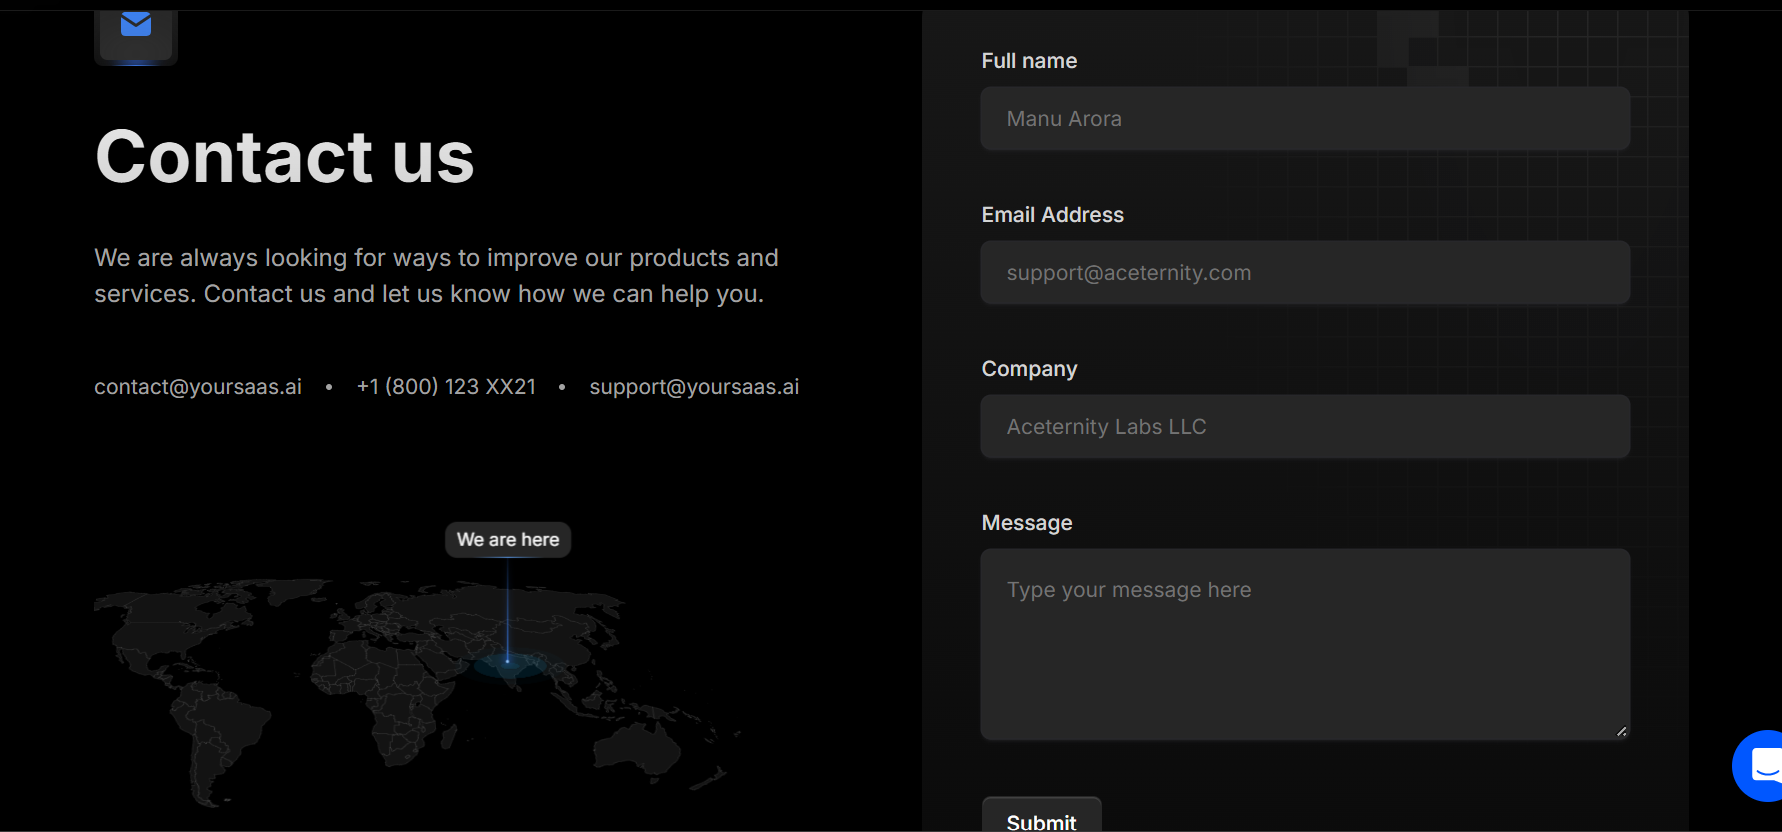 Contact us
We are always looking for ways to improve our products and
services. Contact us and let us know how we can help you.
contact@yoursaas.ai • +1 (800) 123 XX21 • support@yoursaas.ai
We are here
Full name
Manu Arora
Email Address
support@aceternity.com
Company
Aceternity Labs LLC
Message
Type your message here
Submit